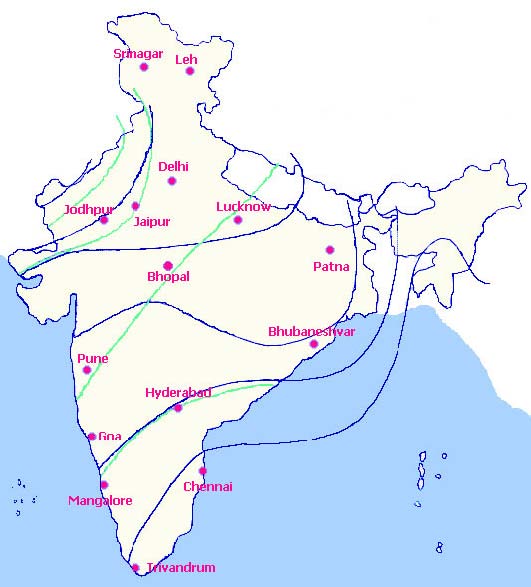 Srinagar
Leh
Delhi
Jodhpur
Jaipur
Lucknow
Patna
Bhopal
Bhubaneshvar
Pune
Hyderabad
Goa
Mangalore
Chennai
Trivandrum